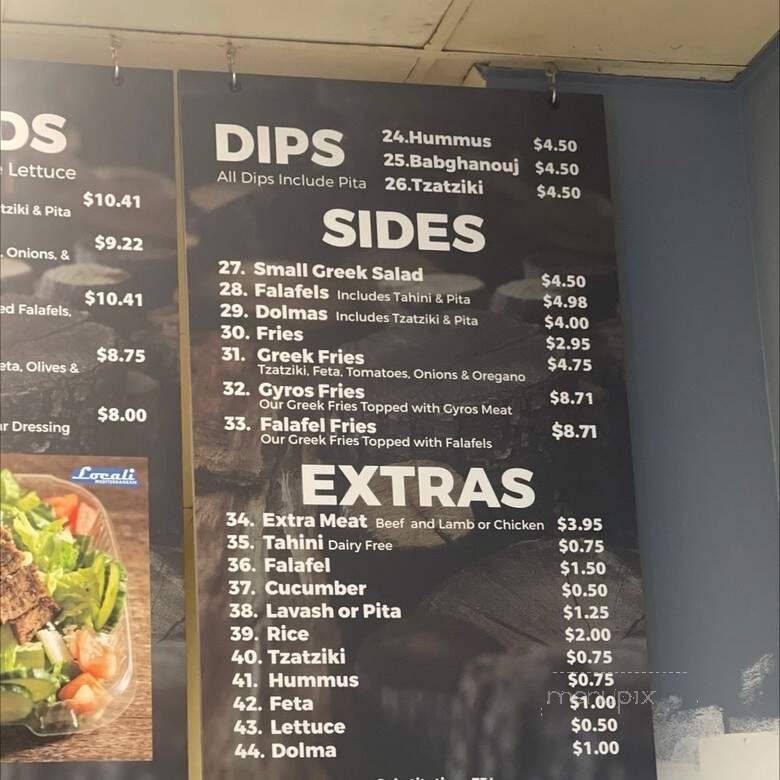 DS
Lettuce
tziki & Pita $10.41
, Onions, & $9.22
ed Falafels, $10.41
eta, Olives & $8.75
ar Dressing $8.00
Locali
MEDITERRANEAN
DIPS
All Dips Include Pita
24.Hummus $4.50
25.Babghanouj $4.50
26.Tzatziki $4.50
SIDES
27. Small Greek Salad $4.50
28. Falafels Includes Tahini & Pita $4.98
29. Dolmas Includes Tzatziki & Pita $4.00
30. Fries $2.95
31. Greek Fries $4.75
Tzatziki, Feta, Tomatoes, Onions & Oregano
32. Gyros Fries $8.71
Our Greek Fries Topped with Gyros Meat
33. Falafel Fries $8.71
Our Greek Fries Topped with Falafels
EXTRAS
34. Extra Meat Beef and Lamb or Chicken $3.95
35. Tahini Dairy Free $0.75
36. Falafel $1.50
37. Cucumber $0.50
38. Lavash or Pita $1.25
39. Rice $2.00
40. Tzatziki $0.75
41. Hummus $0.75
42. Feta $1.00
43. Lettuce $0.50
44. Dolma $1.00
menupix